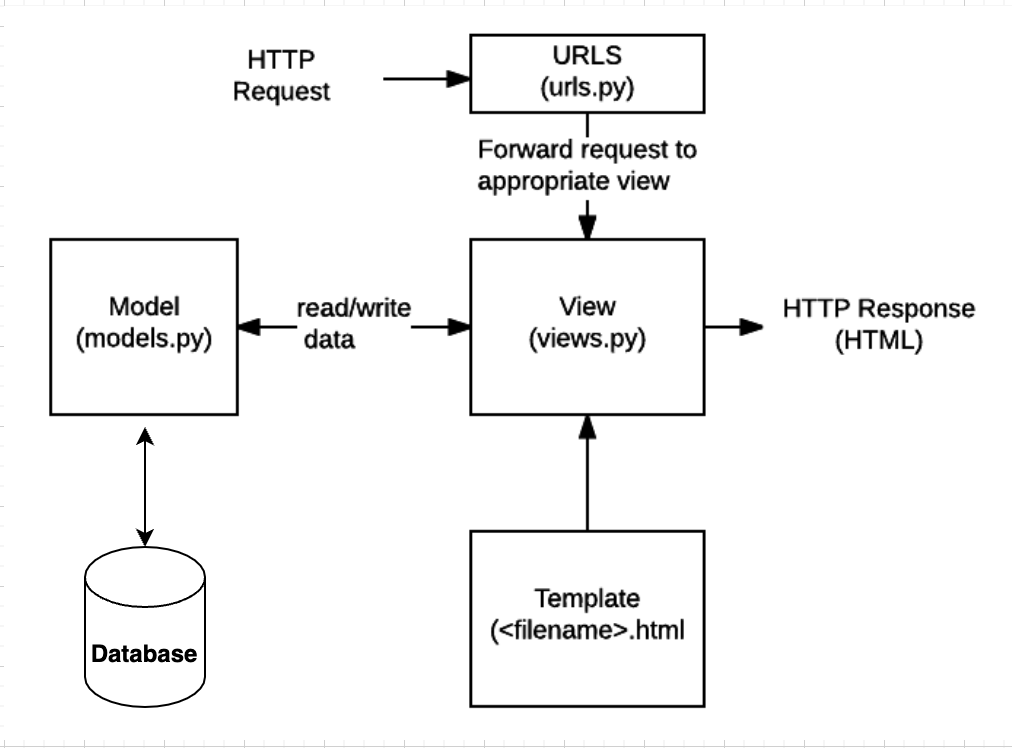 HTTP
Request
URLS
(urls.py)
Forward request to
appropriate view
Model
(models.py)
read/write
data
View
(views.py)
HTTP Response
(HTML)
Template
(<filename>.html
Database